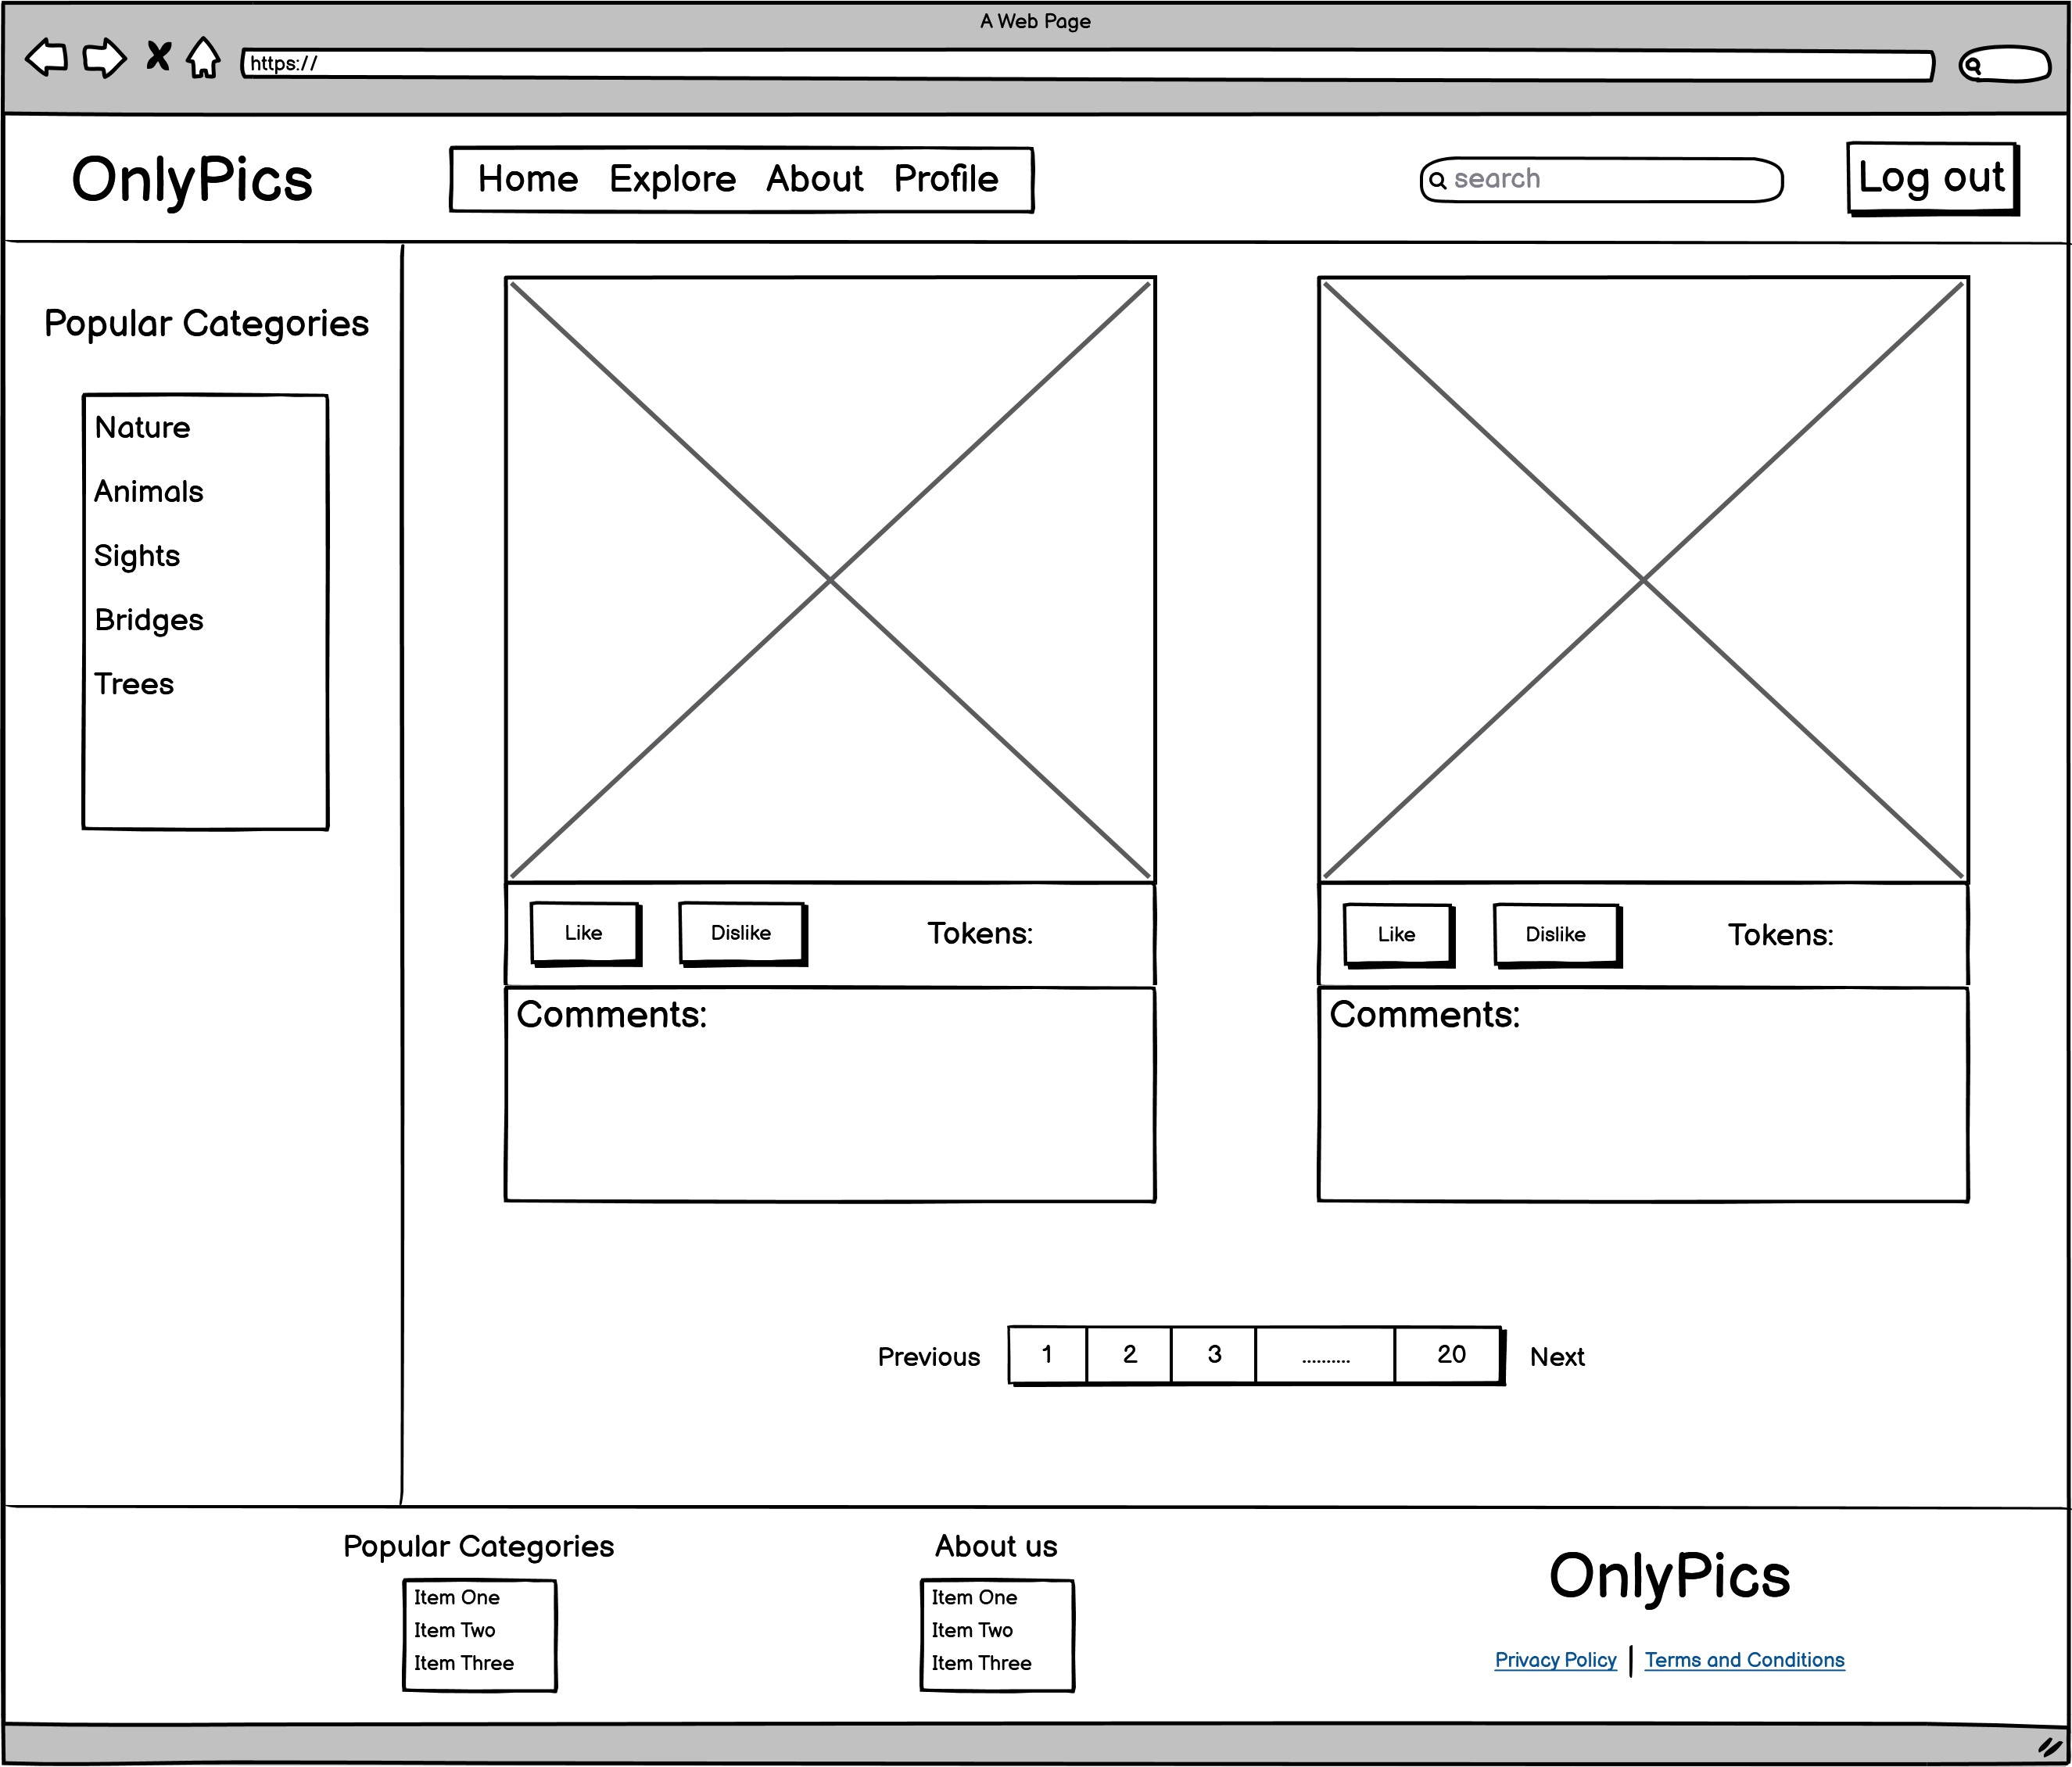 A Web Page
https://
OnlyPics
Home Explore About Profile
search
Log out
Popular Categories
Nature
Animals
Sights
Bridges
Trees
Like Dislike Tokens:
Comments:
Like Dislike Tokens:
Comments:
Previous 1 2 3 .......... 20 Next
Popular Categories
Item One
Item Two
Item Three
About us
Item One
Item Two
Item Three
OnlyPics
Privacy Policy | Terms and Conditions